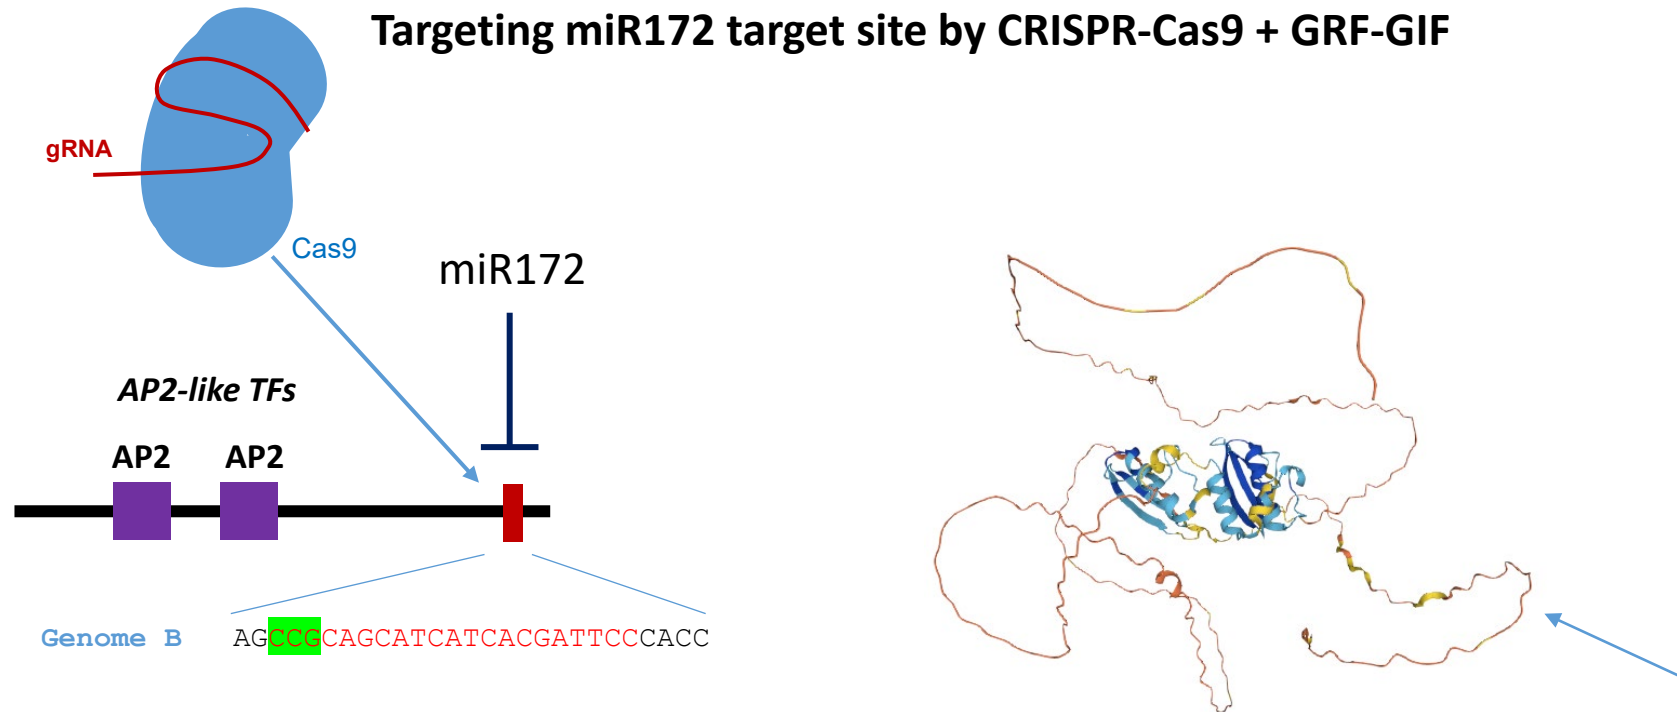 Targeting miR172 target site by CRISPR-Cas9 + GRF-GIF
gRNA
Cas9
miR172
AP2-like TFs
AP2 AP2
Genome B AGCCGCAGCATCATCACGATTCCCACC